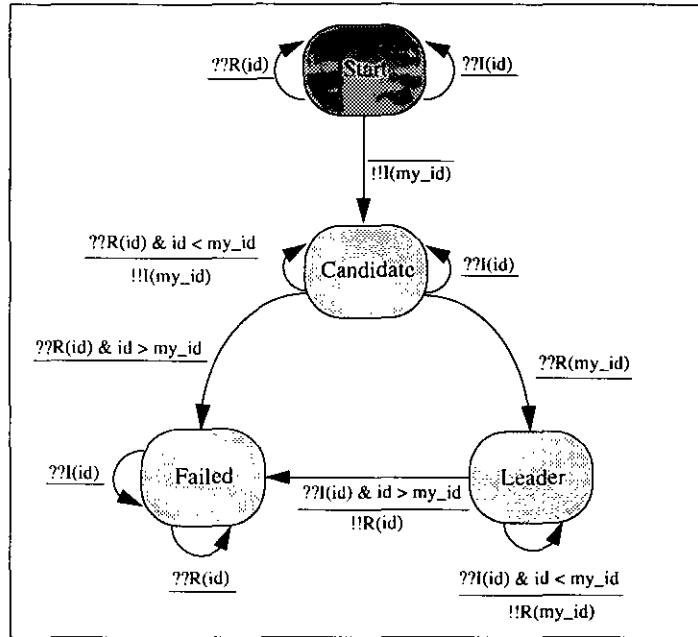 ??R(id)
Start
??I(id)
!!I(my_id)
??R(id) & id < my_id
!!I(my_id)
Candidate
??I(id)
??R(id) & id > my_id
??R(my_id)
??I(id)
Failed
??I(id) & id > my_id
!!R(id)
Leader
??R(id)
??I(id) & id < my_id
!!R(my_id)